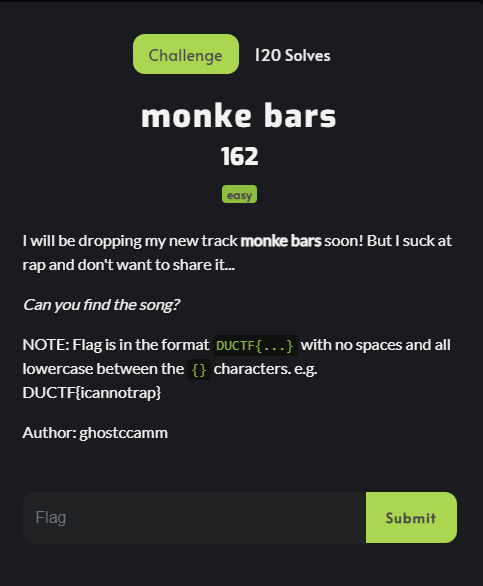 Challenge
120 Solves
monke bars
162
easy
I will be dropping my new track monke bars soon! But I suck at
rap and don't want to share it...
Can you find the song?
NOTE: Flag is in the format DUCTF{...} with no spaces and all
lowercase between the {} characters. e.g.
DUCTF{icannotrap}
Author: ghostccamm
Flag
Submit